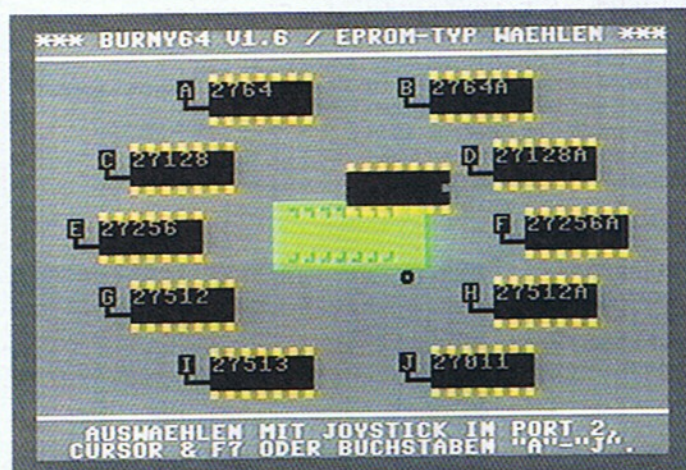 *** BURNY64 V1.6 / EPROM-TYP WAEHLEN ***
A 2764
B 2764A
C 27128
D 27128A
E 27256
F 27256A
G 27512
H 27512A
I 27513
J 27011
AUSWAEHLEN MIT JOYSTICK IN PORT 2,
CURSOR & F7 ODER BUCHSTABEN "A"-"J".